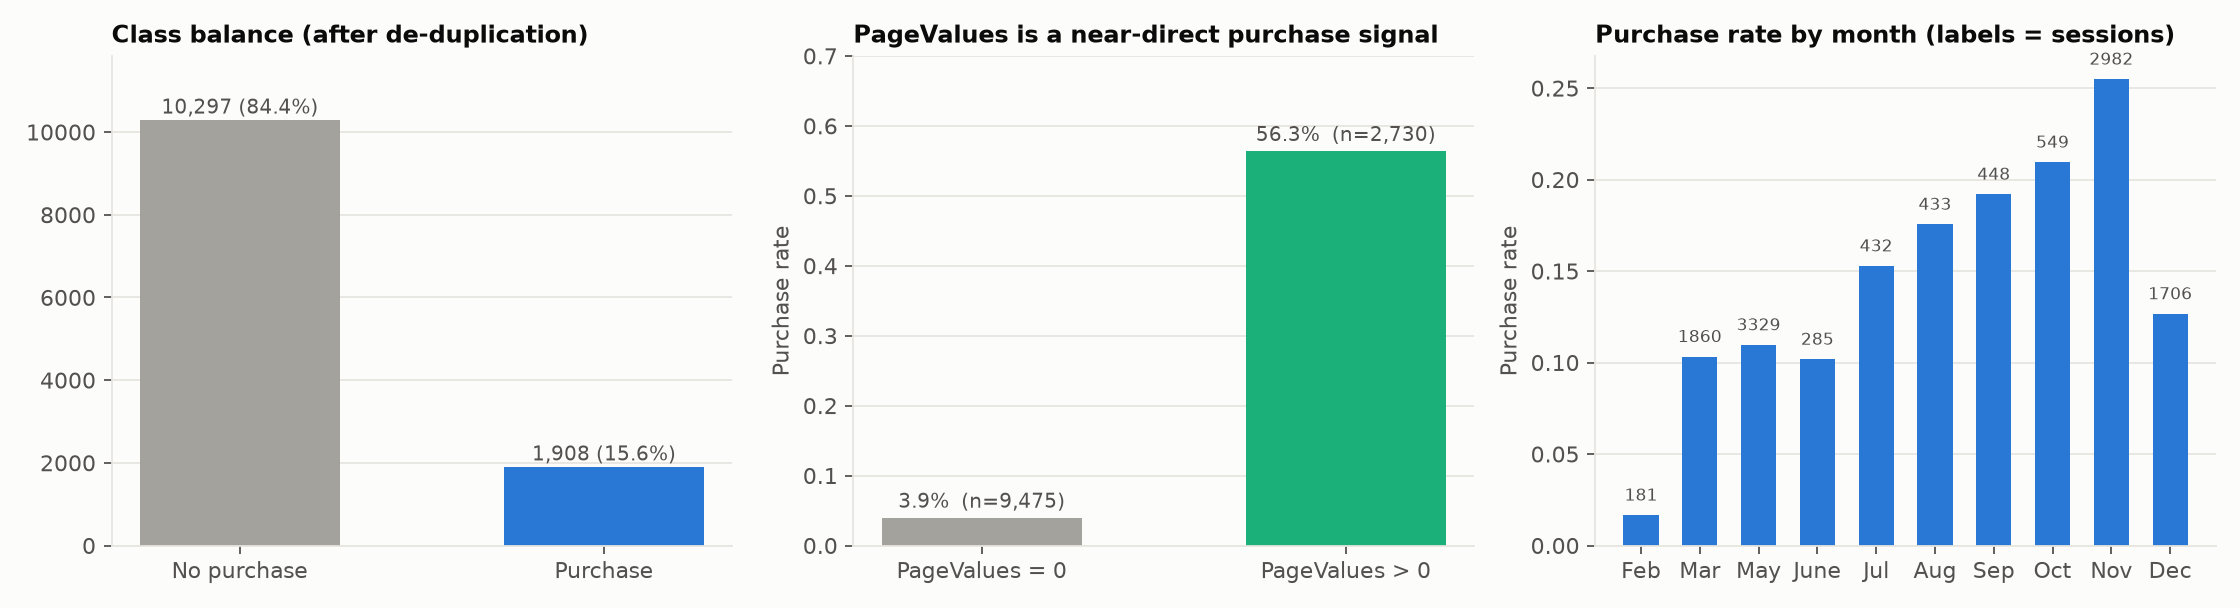 Class balance (after de-duplication)
10000
8000
6000
4000
2000
0
10,297 (84.4%)
1,908 (15.6%)
No purchase
Purchase
PageValues is a near-direct purchase signal
Purchase rate
0.7
0.6
0.5
0.4
0.3
0.2
0.1
0.0
3.9% (n=9,475)
56.3% (n=2,730)
PageValues = 0
PageValues > 0
Purchase rate by month (labels = sessions)
Purchase rate
0.25
0.20
0.15
0.10
0.05
0.00
181
1860
3329
285
432
433
448
549
2982
1706
Feb
Mar
May
June
Jul
Aug
Sep
Oct
Nov
Dec